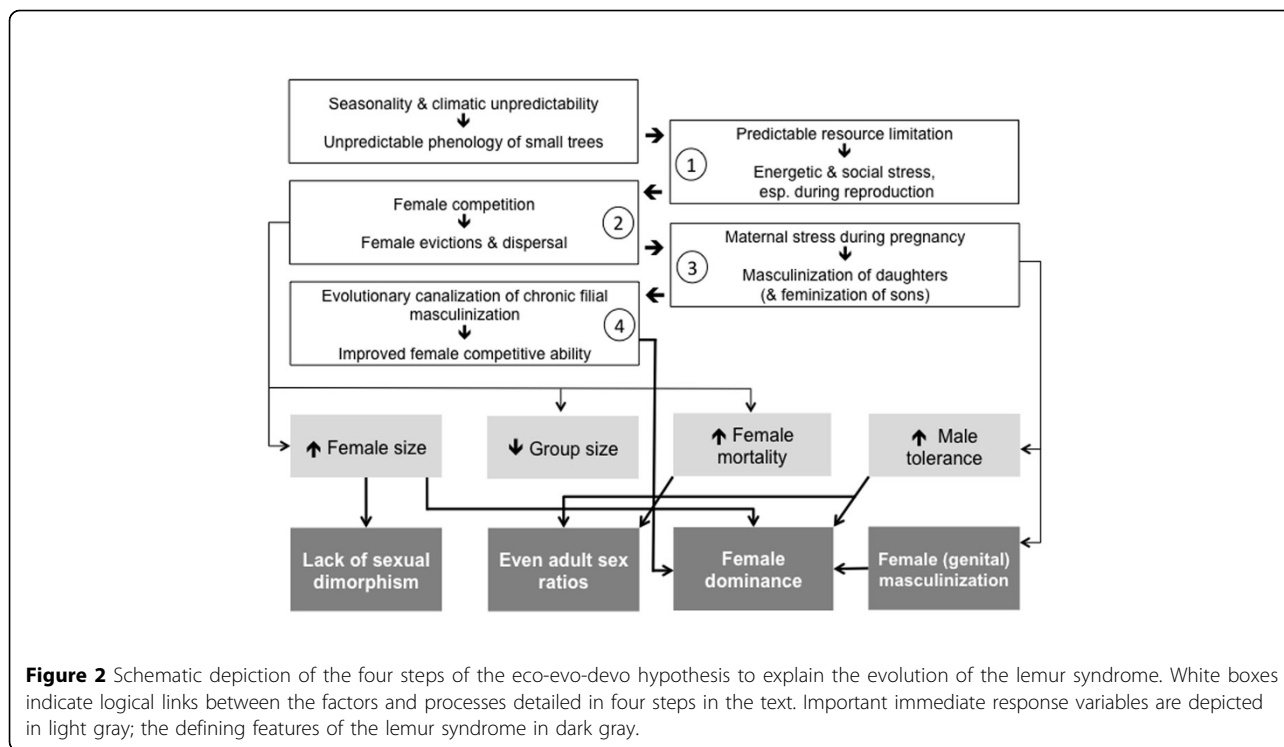 Seasonality & climatic unpredictability
↓
Unpredictable phenology of small trees
Predictable resource limitation
↓
1
Energetic & social stress,
esp. during reproduction
Female competition
↓
2
Female evictions & dispersal
Maternal stress during pregnancy
↓
3
Masculinization of daughters
(& feminization of sons)
Evolutionary canalization of chronic filial
masculinization
↓
4
Improved female competitive ability
↑ Female size
↓ Group size
↑ Female
mortality
↑ Male
tolerance
Lack of sexual
dimorphism
Even adult sex
ratios
Female
dominance
Female (genital)
masculinization
Figure 2 Schematic depiction of the four steps of the eco-evo-devo hypothesis to explain the evolution of the lemur syndrome. White boxes
indicate logical links between the factors and processes detailed in four steps in the text. Important immediate response variables are depicted
in light gray; the defining features of the lemur syndrome in dark gray.